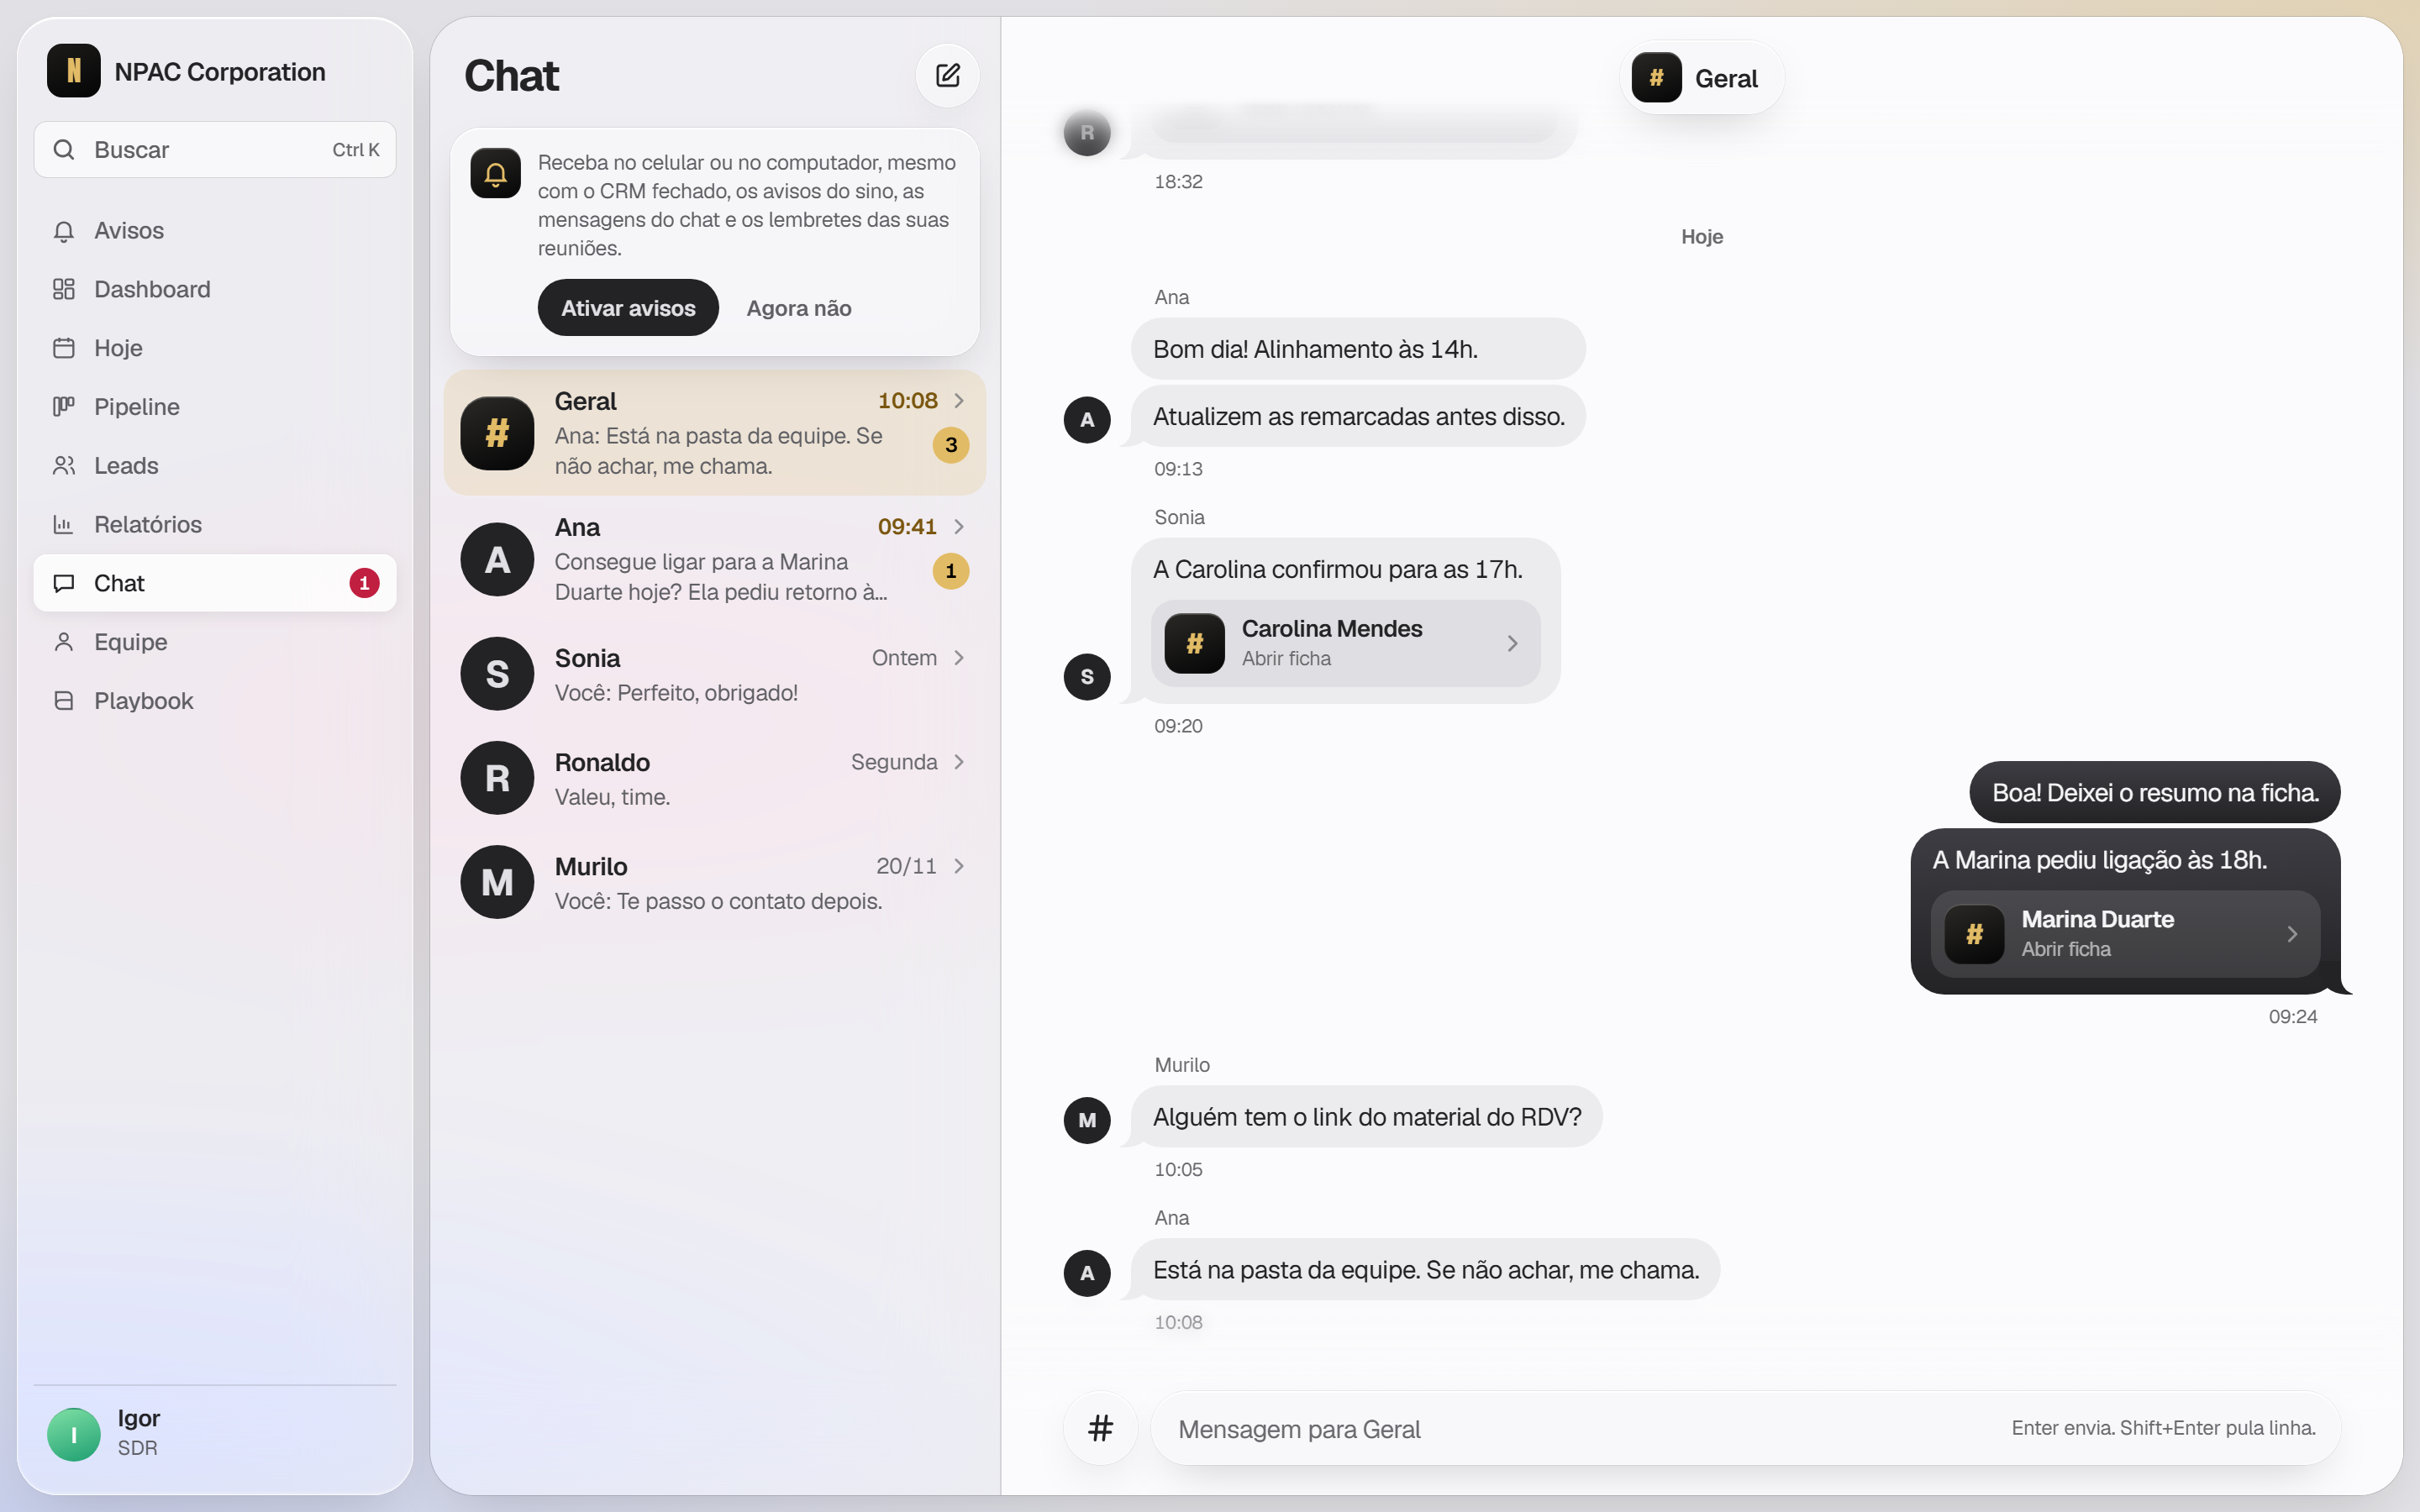 N
NPAC Corporation
Buscar
Ctrl K
Avisos
Dashboard
Hoje
Pipeline
Leads
Relatórios
Chat
1
Equipe
Playbook
I
Igor
SDR
Chat
Receba no celular ou no computador, mesmo
com o CRM fechado, os avisos do sino, as
mensagens do chat e os lembretes das suas
reuniões.
Ativar avisos
Agora não
#
Geral
10:08
Ana: Está na pasta da equipe. Se
não achar, me chama.
3
A
Ana
09:41
Consegue ligar para a Marina
Duarte hoje? Ela pediu retorno à...
1
S
Sonia
Ontem
Você: Perfeito, obrigado!
R
Ronaldo
Segunda
Valeu, time.
M
Murilo
20/11
Você: Te passo o contato depois.
# Geral
R
18:32
Hoje
Ana
Bom dia! Alinhamento às 14h.
A
Atualizem as remarcadas antes disso.
09:13
Sonia
A Carolina confirmou para as 17h.
#
Carolina Mendes
Abrir ficha
S
09:20
Boa! Deixei o resumo na ficha.
A Marina pediu ligação às 18h.
#
Marina Duarte
Abrir ficha
09:24
Murilo
M
Alguém tem o link do material do RDV?
10:05
Ana
A
Está na pasta da equipe. Se não achar, me chama.
10:08
#
Mensagem para Geral
Enter envia. Shift+Enter pula linha.